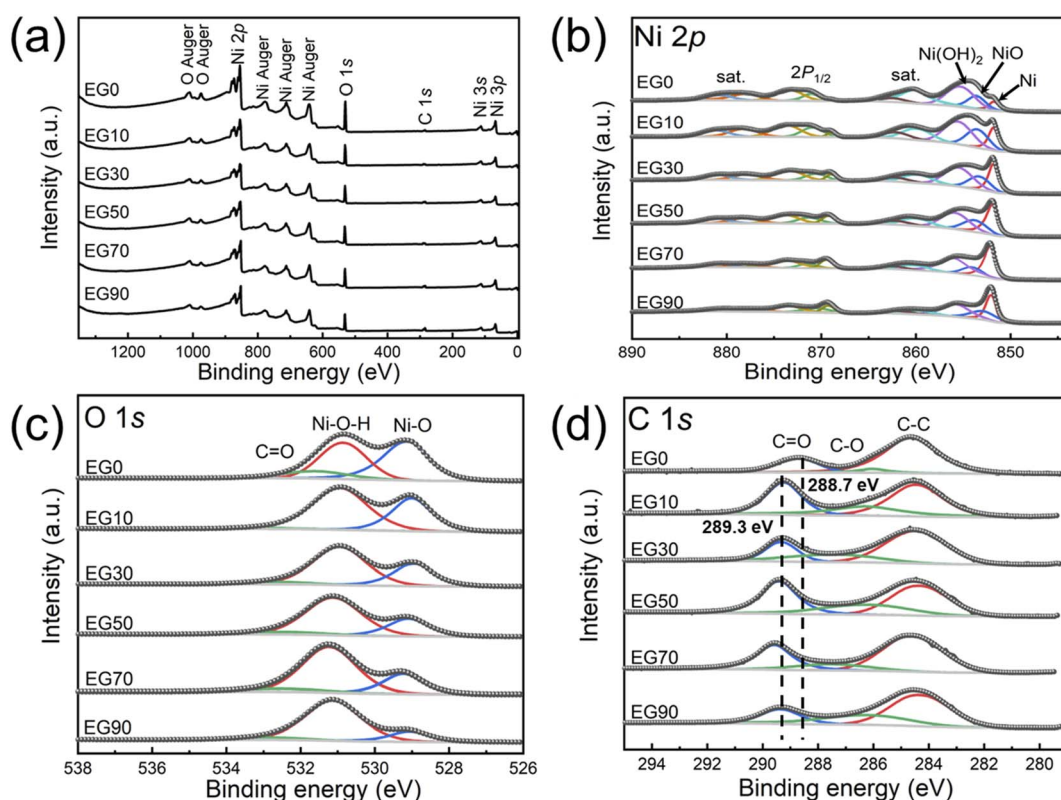 (a)
O Auger
O Auger
Ni 2p
Ni Auger
Ni Auger
Ni Auger
O 1s
C 1s
Ni 3s
Ni 3p
EG0
EG10
EG30
EG50
EG70
EG90
Intensity (a.u.)
1200 1000 800 600 400 200 0
Binding energy (eV)
(b)
Ni 2p
sat.
2P1/2
sat.
Ni(OH)2
NiO
Ni
EG0
EG10
EG30
EG50
EG70
EG90
Intensity (a.u.)
890 880 870 860 850
Binding energy (eV)
(c)
O 1s
C=O
Ni-O-H
Ni-O
EG0
EG10
EG30
EG50
EG70
EG90
Intensity (a.u.)
538 536 534 532 530 528 526
Binding energy (eV)
(d)
C 1s
C=O
C-O
C-C
288.7 eV
289.3 eV
EG0
EG10
EG30
EG50
EG70
EG90
Intensity (a.u.)
294 292 290 288 286 284 282 280
Binding energy (eV)